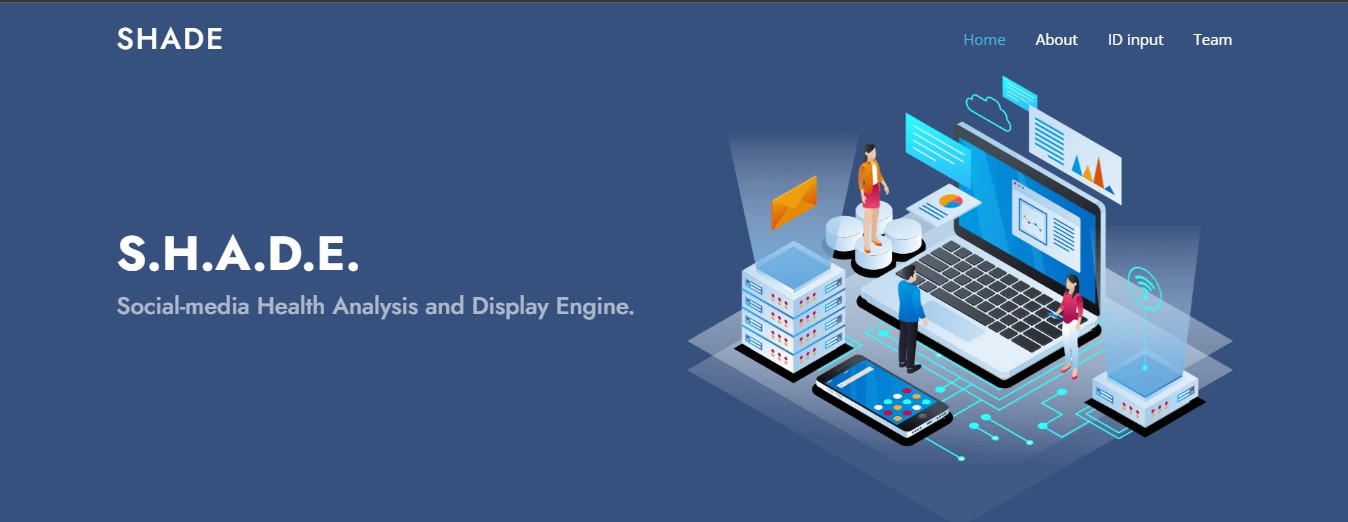 SHADE
Home About ID input Team
S.H.A.D.E.
Social-media Health Analysis and Display Engine.